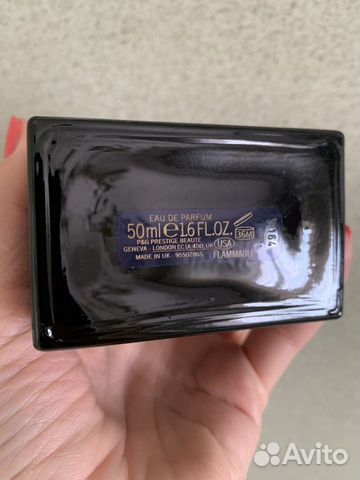 EAU DE PARFUM
50ml e 1.6 FL.OZ. 36M
P&G PRESTIGE BEAUTE
GENEVA - LONDON EC1A 4DD, UK USA
MADE IN UK - 95502865 FLAMMABLE
164
Avito